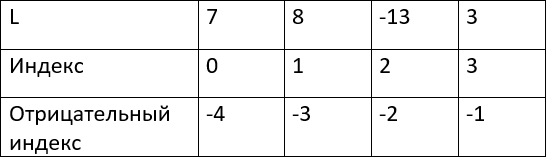 L 7 8 -13 3
Индекс 0 1 2 3
Отрицательный -4 -3 -2 -1
индекс